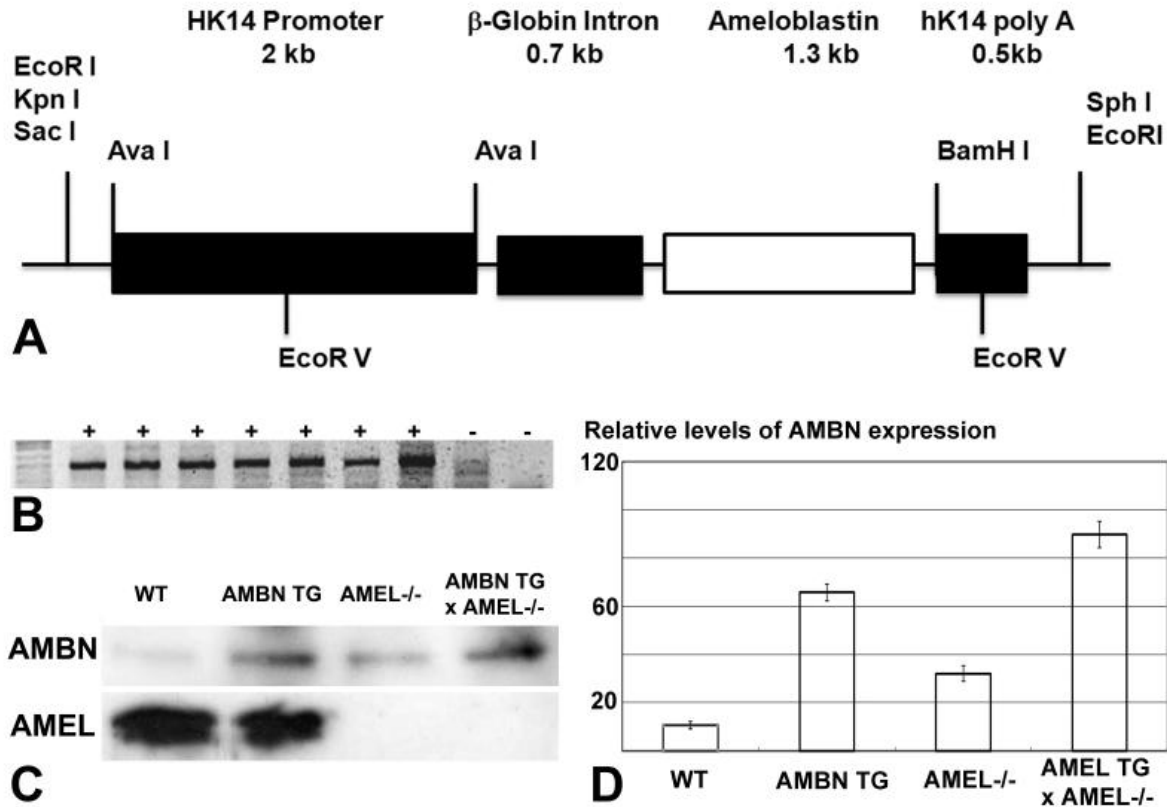 HK14 Promoter β-Globin Intron Ameloblastin hK14 poly A
2 kb 0.7 kb 1.3 kb 0.5kb
EcoR I
Kpn I
Sac I
Sph I
EcoRI
Ava I Ava I BamH I
EcoR V EcoR V
A
+ + + + + + + - -
B
WT AMBN TG AMEL-/- AMBN TG
x AMEL-/-
AMBN
AMEL
C
Relative levels of AMBN expression
120
60
20
WT AMBN TG AMEL-/- AMEL TG
x AMEL-/-
D